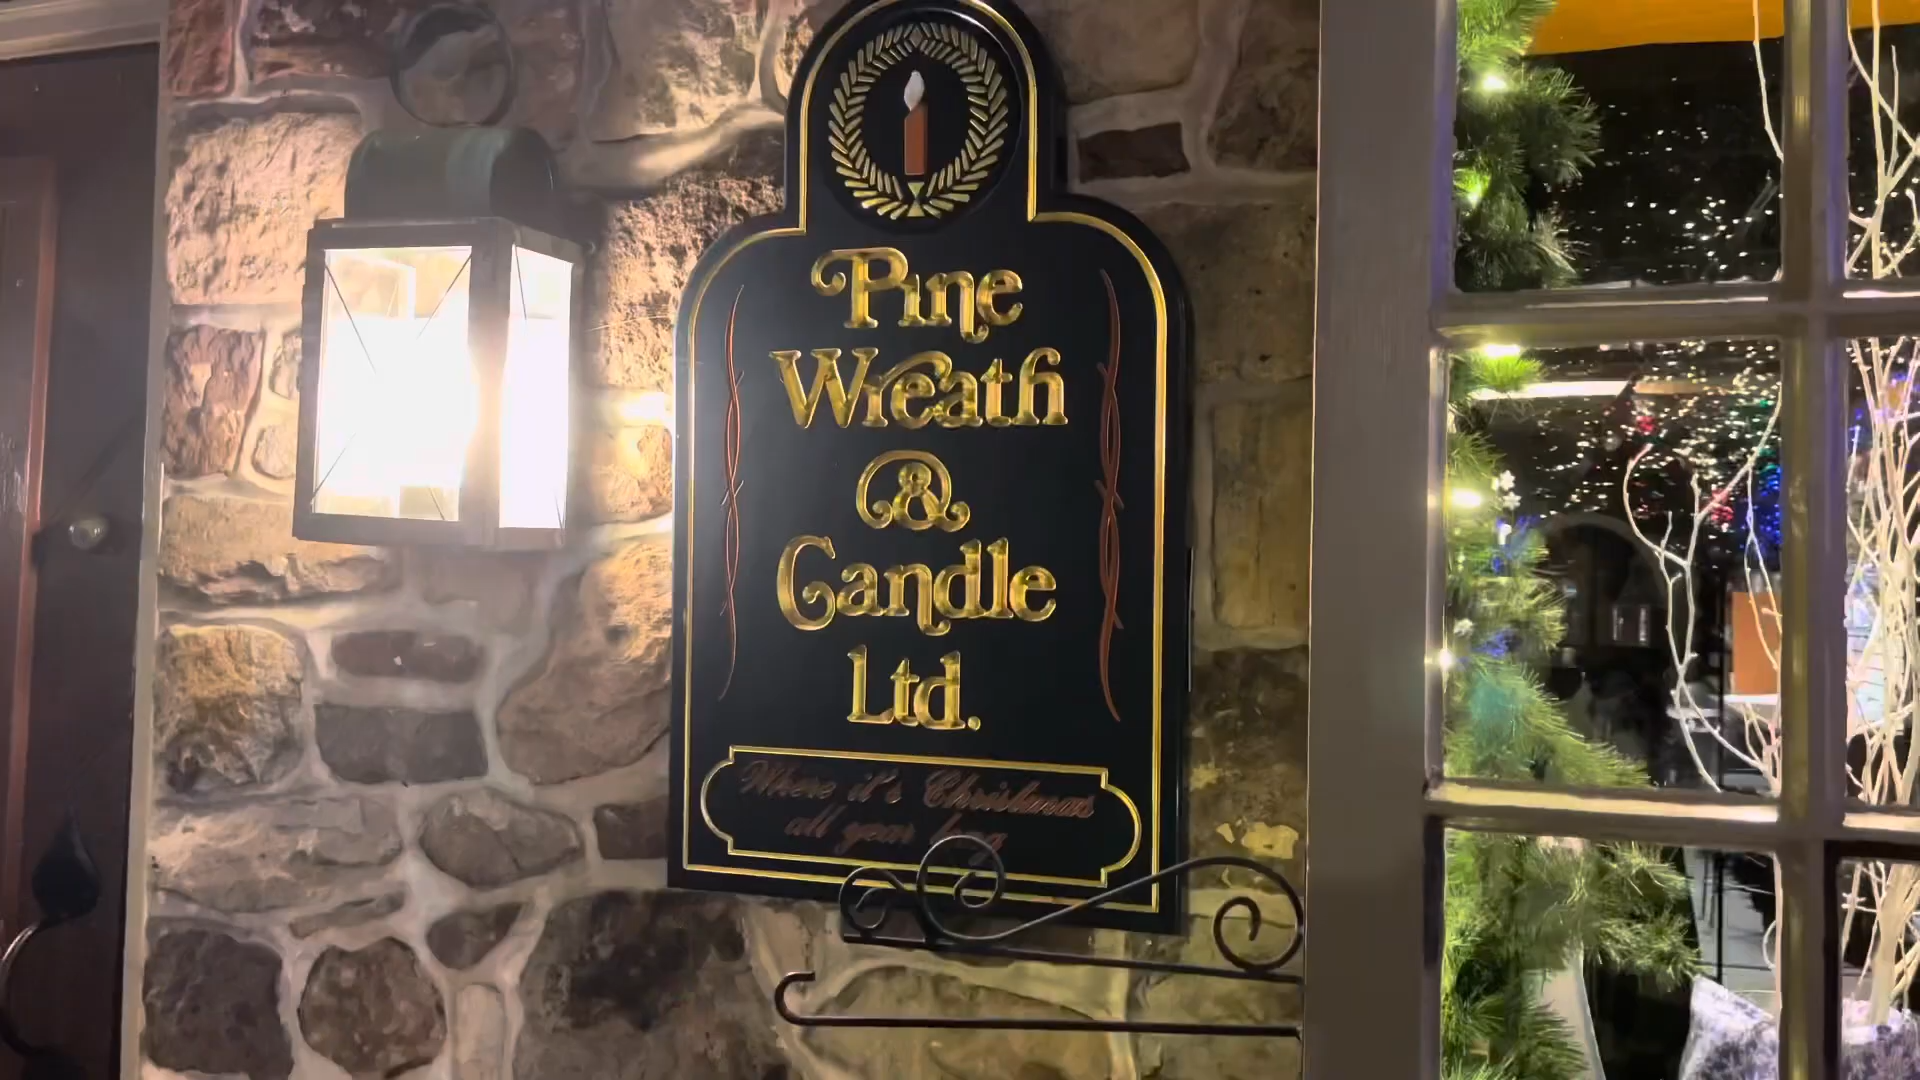 Pine
Wreath
&
Candle
Ltd.
Where it's Christmas
all year long